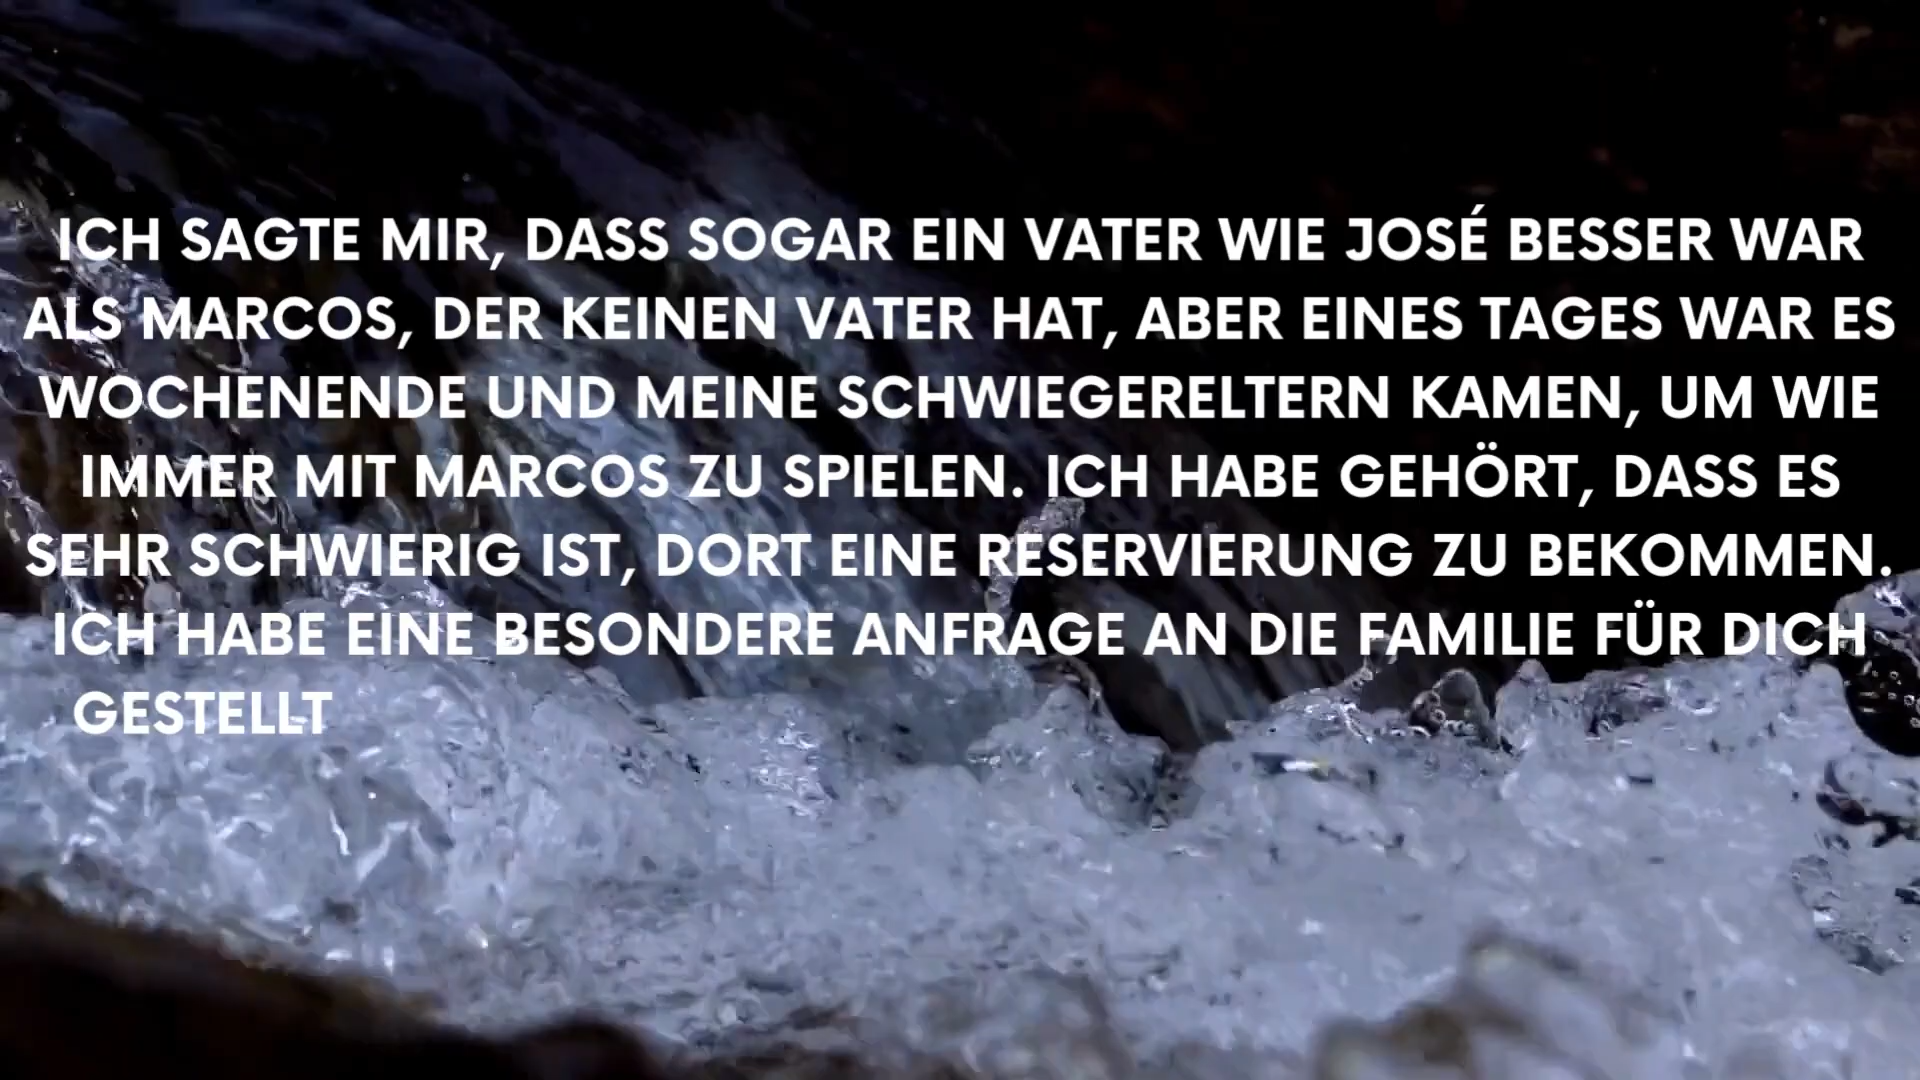 ICH SAGTE MIR, DASS SOGAR EIN VATER WIE JOSÉ BESSER WAR
ALS MARCOS, DER KEINEN VATER HAT, ABER EINES TAGES WAR ES
WOCHENENDE UND MEINE SCHWIEGERELTERN KAMEN, UM WIE
IMMER MIT MARCOS ZU SPIELEN. ICH HABE GEHÖRT, DASS ES
SEHR SCHWIERIG IST, DORT EINE RESERVIERUNG ZU BEKOMMEN.
ICH HABE EINE BESONDERE ANFRAGE AN DIE FAMILIE FÜR DICH
GESTELLT